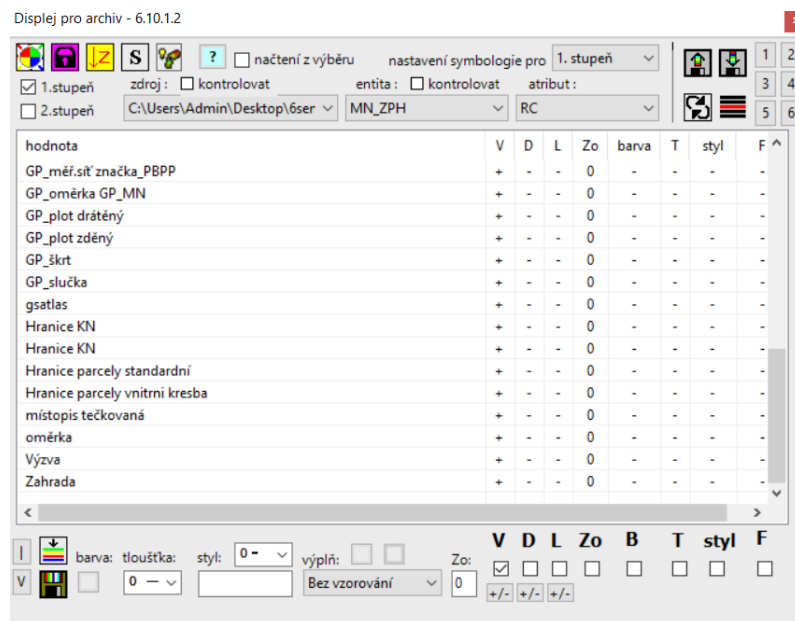 Displej pro archiv - 6.10.1.2
Z S ? načtení z výběru nastavení symbologie pro 1. stupeň 1 2
1.stupeň zdroj : kontrolovat entita : kontrolovat atribut : 3 4
2.stupeň C:\Users\Admin\Desktop\6ser MN_ZPH RC 5 6
hodnota V D L Zo barva T styl F
GP_měř.síť značka_PBPP + - - 0 - - - -
GP_oměrka GP_MN + - - 0 - - - -
GP_plot drátěný + - - 0 - - - -
GP_plot zděný + - - 0 - - - -
GP_škrt + - - 0 - - - -
GP_slučka + - - 0 - - - -
gsatlas + - - 0 - - - -
Hranice KN + - - 0 - - - -
Hranice KN + - - 0 - - - -
Hranice parcely standardní + - - 0 - - - -
Hranice parcely vnitrni kresba + - - 0 - - - -
místopis tečkovaná + - - 0 - - - -
oměrka + - - 0 - - - -
Výzva + - - 0 - - - -
Zahrada + - - 0 - - - -
V D L Zo B T styl F
| barva: tloušťka: styl: 0 - výplň: Zo:
V 0 — Bez vzorování 0
+/- +/- +/-